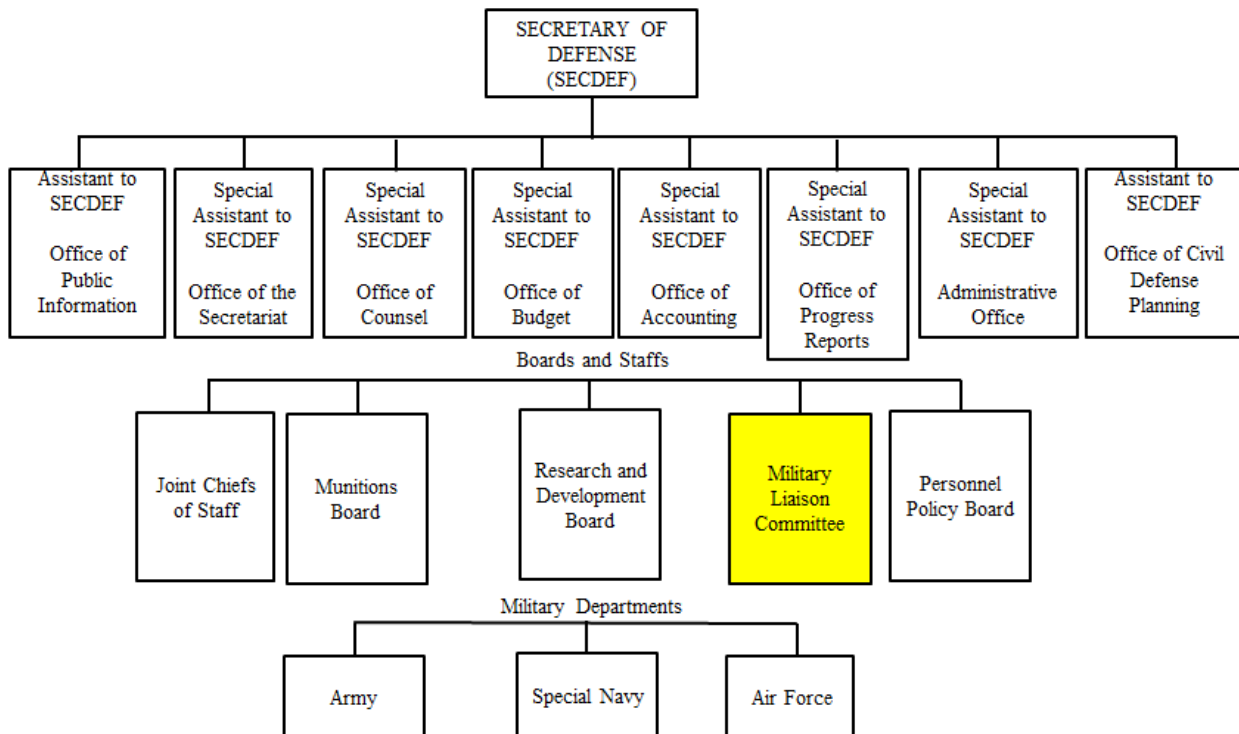 SECRETARY OF
DEFENSE
(SECDEF)
Assistant to
SECDEF
Office of
Public
Information
Special
Assistant to
SECDEF
Office of the
Secretariat
Special
Assistant to
SECDEF
Office of
Counsel
Special
Assistant to
SECDEF
Office of
Budget
Special
Assistant to
SECDEF
Office of
Accounting
Special
Assistant to
SECDEF
Office of
Progress
Reports
Special
Assistant to
SECDEF
Administrative
Office
Assistant to
SECDEF
Office of Civil
Defense
Planning
Boards and Staffs
Joint Chiefs
of Staff
Munitions
Board
Research and
Development
Board
Military
Liaison
Committee
Personnel
Policy Board
Military Departments
Army
Special Navy
Air Force